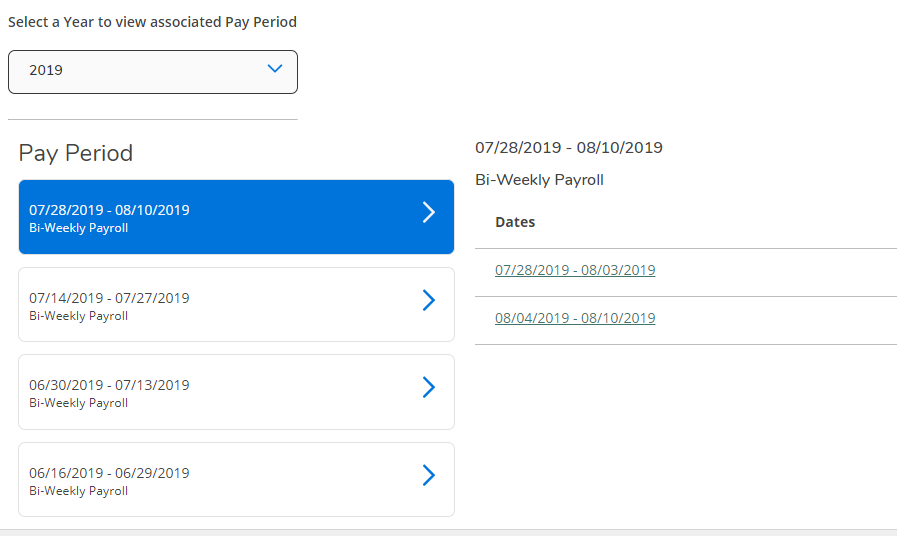 Select a Year to view associated Pay Period
2019
Pay Period
07/28/2019 - 08/10/2019
Bi-Weekly Payroll
07/14/2019 - 07/27/2019
Bi-Weekly Payroll
06/30/2019 - 07/13/2019
Bi-Weekly Payroll
06/16/2019 - 06/29/2019
Bi-Weekly Payroll
07/28/2019 - 08/10/2019
Bi-Weekly Payroll
Dates
07/28/2019 - 08/03/2019
08/04/2019 - 08/10/2019